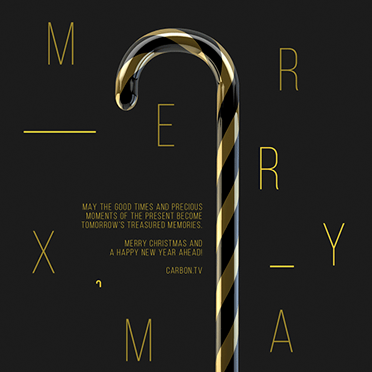 M
R
E
R
MAY THE GOOD TIMES AND PRECIOUS
MOMENTS OF THE PRESENT BECOME
TOMORROW'S TREASURED MEMORIES.
MERRY CHRISTMAS AND
A HAPPY NEW YEAR AHEAD!
CARBON.TV
Y
X
M
A